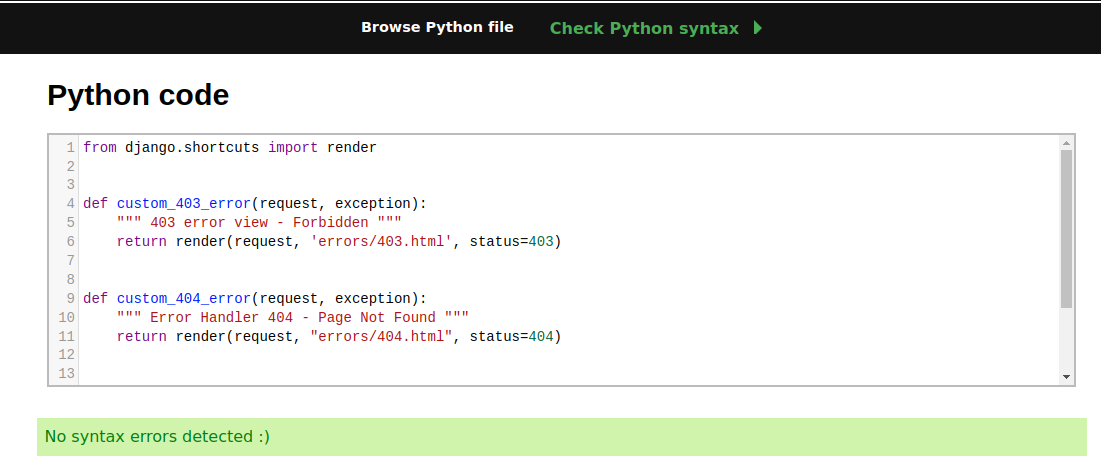 Browse Python file Check Python syntax
Python code
1 from django.shortcuts import render
2
3
4 def custom_403_error(request, exception):
5     """ 403 error view - Forbidden """
6     return render(request, 'errors/403.html', status=403)
7
8
9 def custom_404_error(request, exception):
10     """ Error Handler 404 - Page Not Found """
11     return render(request, "errors/404.html", status=404)
12
13
No syntax errors detected :)